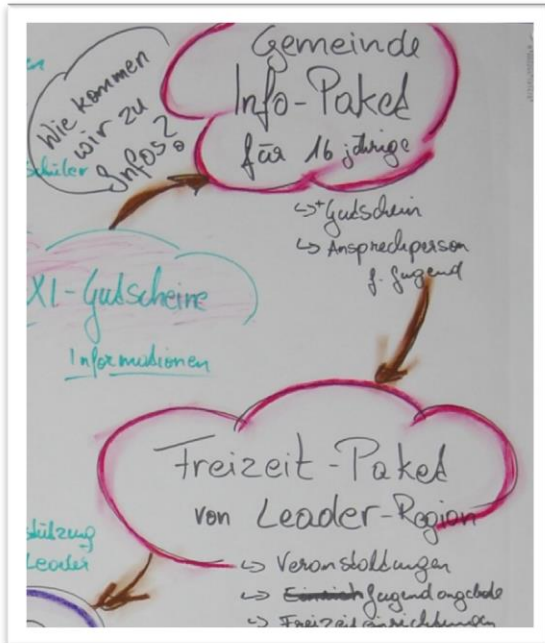 Wie kommen
wir zu
Infos?
Gemeinde
Info-Paket
für 16 jährige
↳ + Gutschein
↳ Ansprechperson
f. Jugend
schüler
XI-Gutscheine
Informationen
Freizeit-Paket
von Leader-Region
↳ Veranstaltungen
↳ Jugendangebote
↳ Freizeiteinrichtungen
stützung
Leader